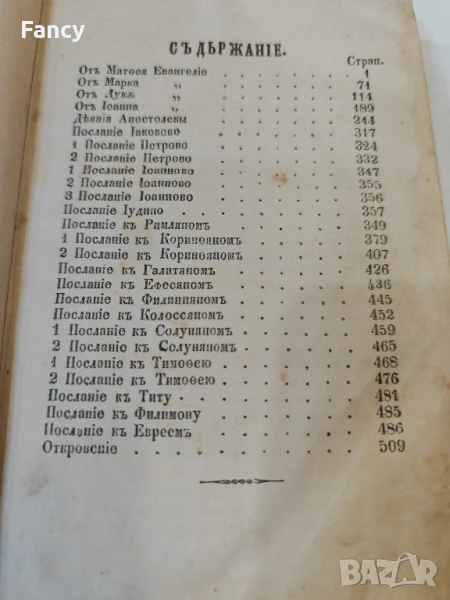 Fancy
СЪДЪРЖАНІЕ.
Стран.
Отъ Матѳея Евангеліе . . . . . . 1
Отъ Марка „ . . . . . . 71
Отъ Лукѫ „ . . . . . . 114
Отъ Іоанна „ . . . . . . 189
Дѣянія Апостолскы . . . . . . 244
Посланіе Іаковово . . . . . . 317
1 Посланіе Петрово . . . . . . 324
2 Посланіе Петрово . . . . . . 332
1 Посланіе Іоанново . . . . . . 347
2 Посланіе Іоанново . . . . . . 355
3 Посланіе Іоанново . . . . . . 356
Посланіе Іудино . . . . . . 357
Посланіе къ Римляномъ . . . . . . 349
1 Посланіе къ Коринѳяномъ . . . . . 379
2 Посланіе къ Коринѳяномъ . . . . . 407
Посланіе къ Галатяномъ . . . . . . 426
Посланіе къ Ефесяномъ . . . . . . 436
Посланіе къ Филиппяномъ . . . . . . 445
Посланіе къ Колоссяномъ . . . . . . 452
1 Посланіе къ Солуняномъ . . . . . . 459
2 Посланіе къ Солуняномъ . . . . . . 465
1 Посланіе къ Тимоѳею . . . . . . 468
2 Посланіе къ Тимоѳею . . . . . . 476
Посланіе къ Титу . . . . . . 481
Посланіе къ Филимону . . . . . . 485
Посланіе къ Евреемъ . . . . . . 486
Откровеніе . . . . . . 509
BAZAR